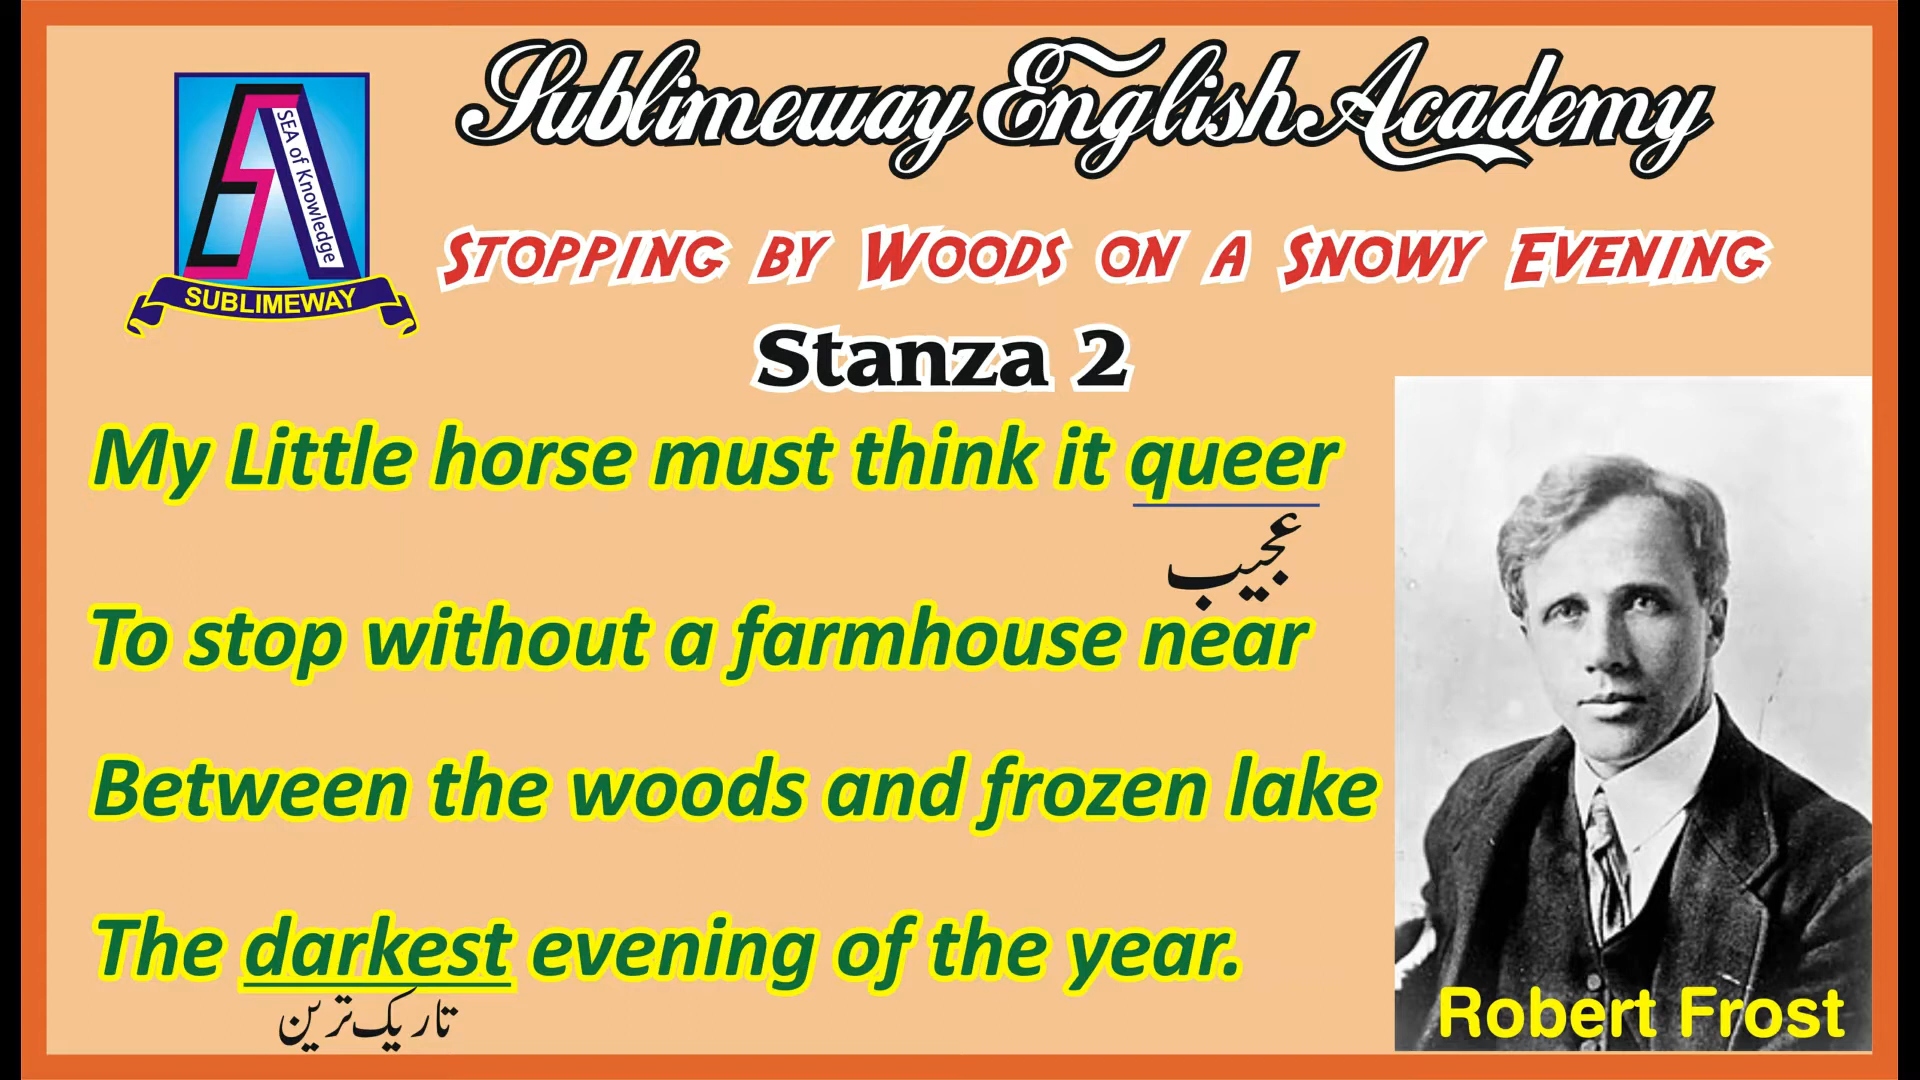 Sublimeway English Academy
SEA of Knowledge
SUBLIMEWAY
Stopping by Woods on a Snowy Evening
Stanza 2
My Little horse must think it queer
عجیب
To stop without a farmhouse near
Between the woods and frozen lake
The darkest evening of the year.
تاریک ترین
Robert Frost